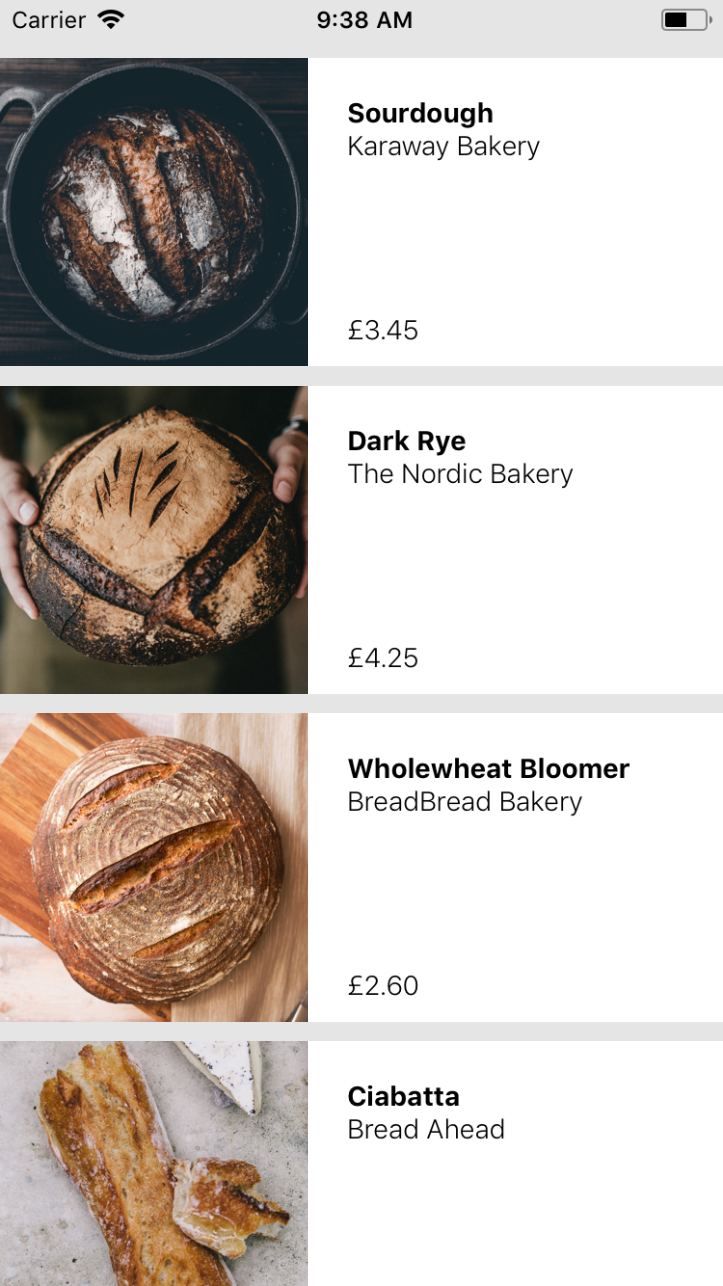 Carrier 9:38 AM
Sourdough
Karaway Bakery
£3.45
Dark Rye
The Nordic Bakery
£4.25
Wholewheat Bloomer
BreadBread Bakery
£2.60
Ciabatta
Bread Ahead